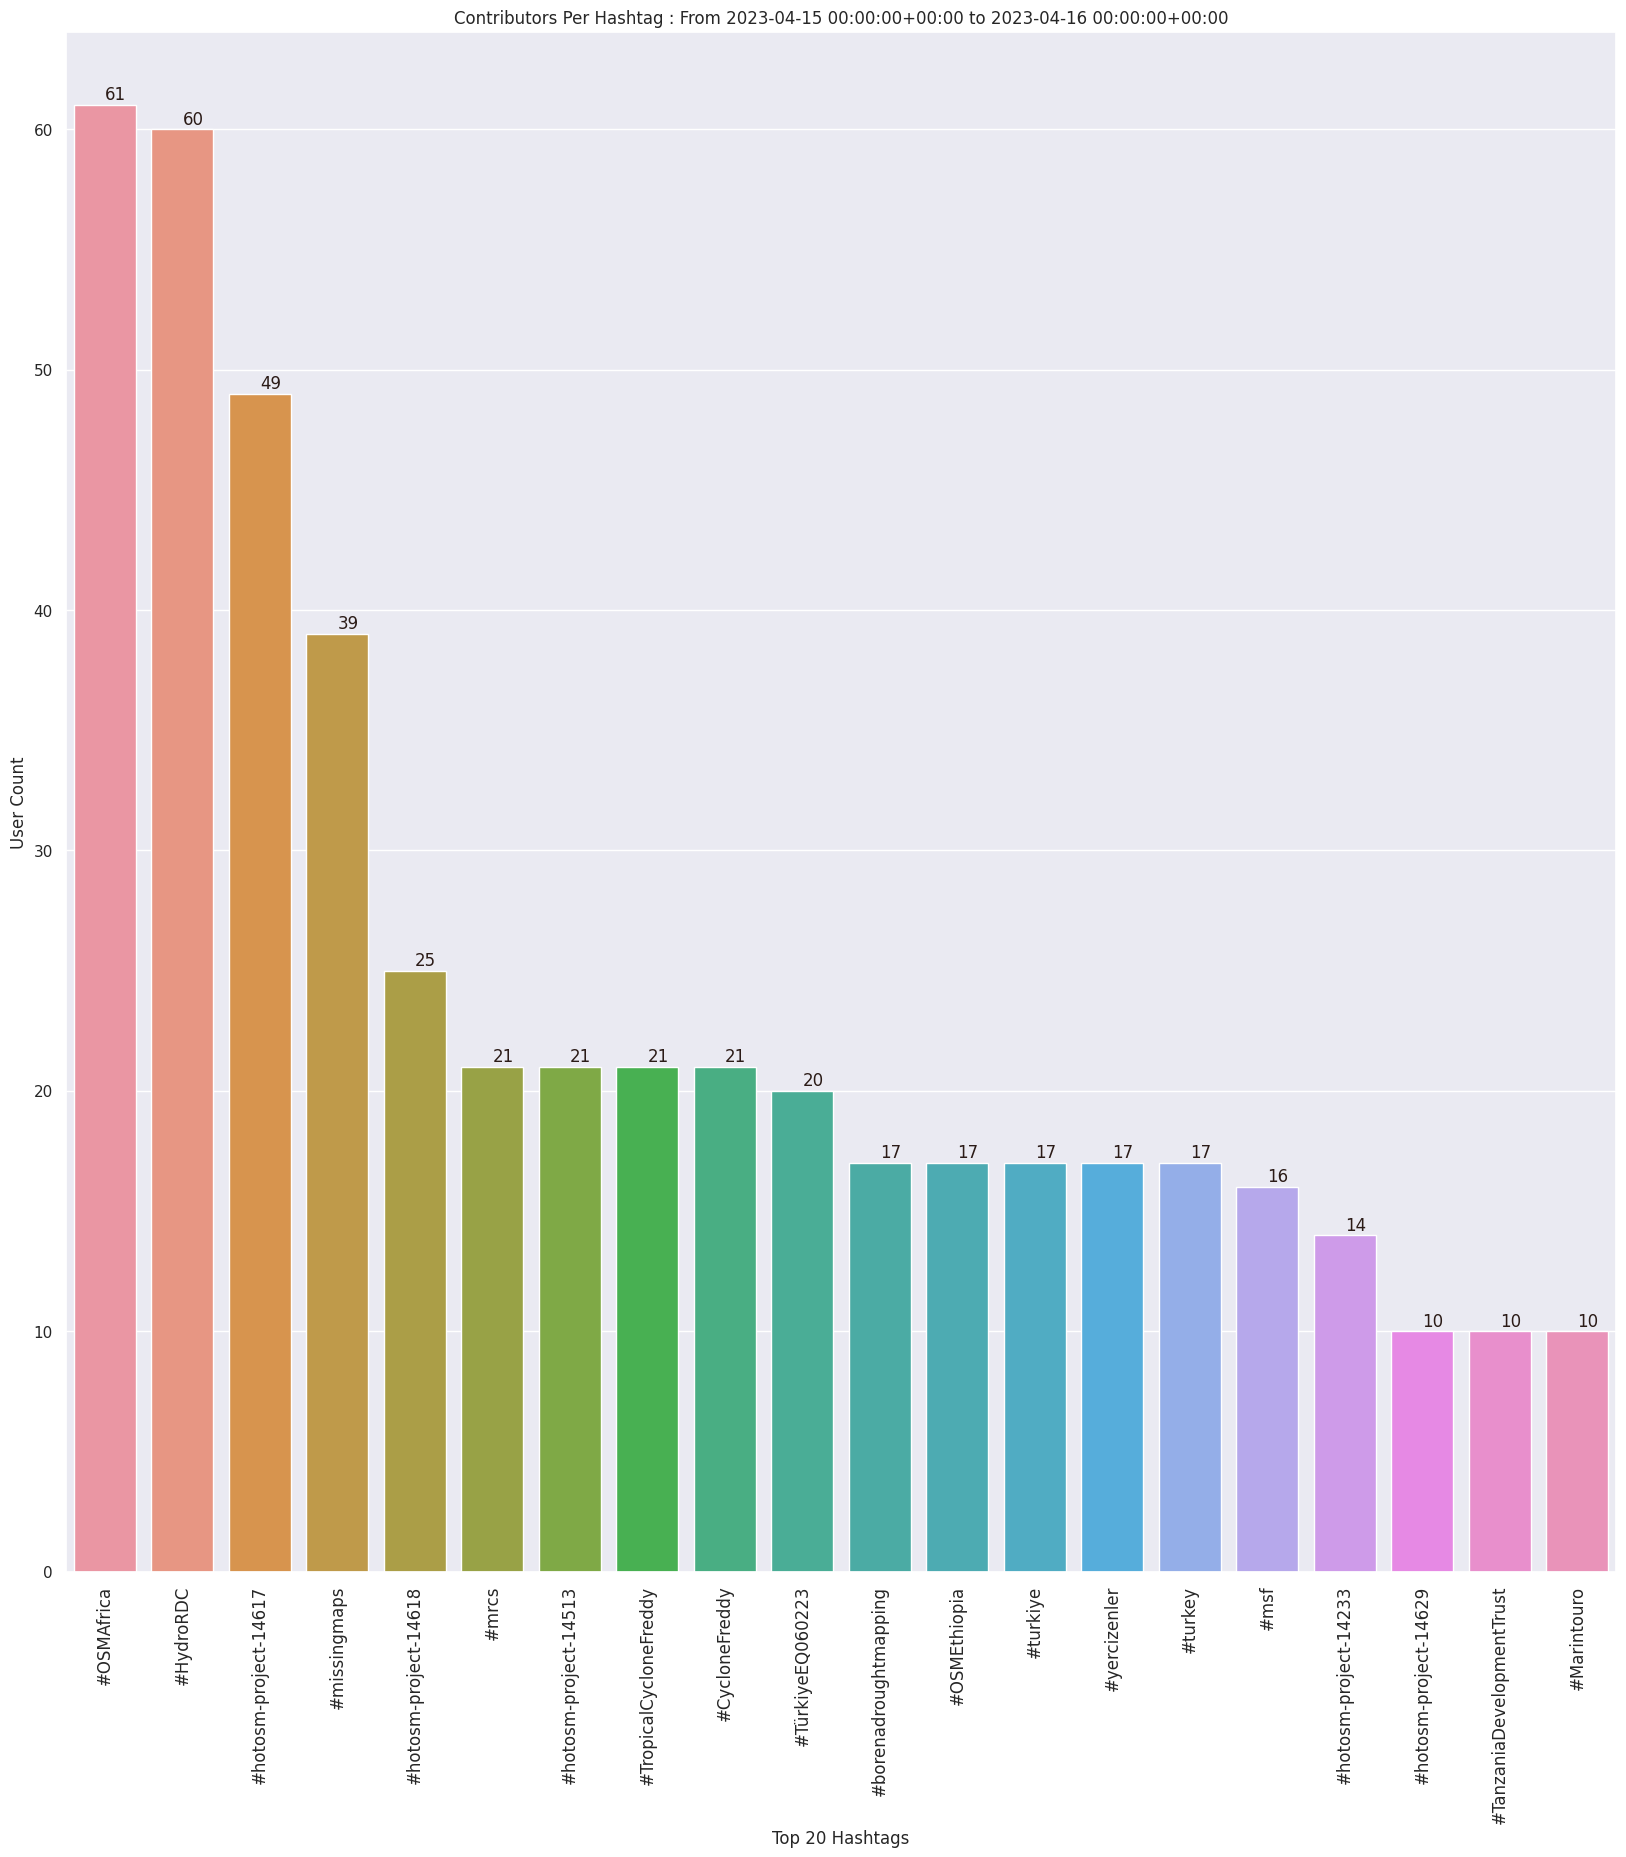 Contributors Per Hashtag : From 2023-04-15 00:00:00+00:00 to 2023-04-16 00:00:00+00:00
User Count
60
50
40
30
20
10
0
61
60
49
39
25
21
21
21
21
20
17
17
17
17
17
16
14
10
10
10
#OSMAfrica
#HydroRDC
#hotosm-project-14617
#missingmaps
#hotosm-project-14618
#mrcs
#hotosm-project-14513
#TropicalCycloneFreddy
#CycloneFreddy
#TürkiyeEQ060223
#borenadroughtmapping
#OSMEthiopia
#turkiye
#yercizenler
#turkey
#msf
#hotosm-project-14233
#hotosm-project-14629
#TanzaniaDevelopmentTrust
#Marintouro
Top 20 Hashtags